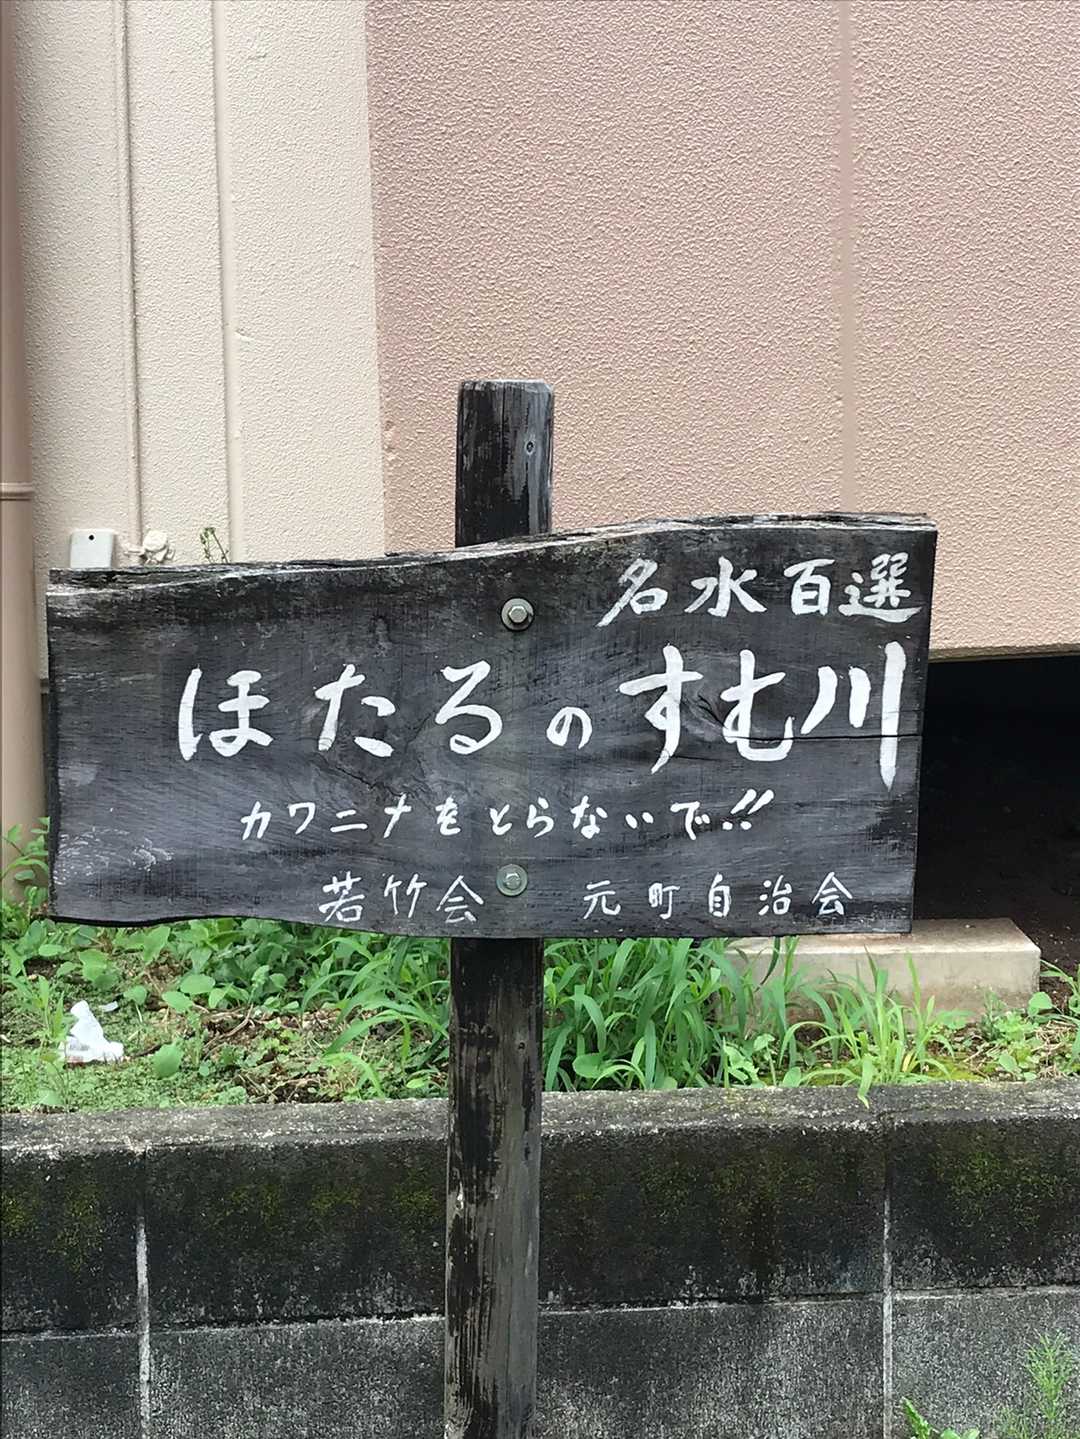 名水百選
ほたるのすむ川
カワニナをとらないで!!
若竹会 元町自治会